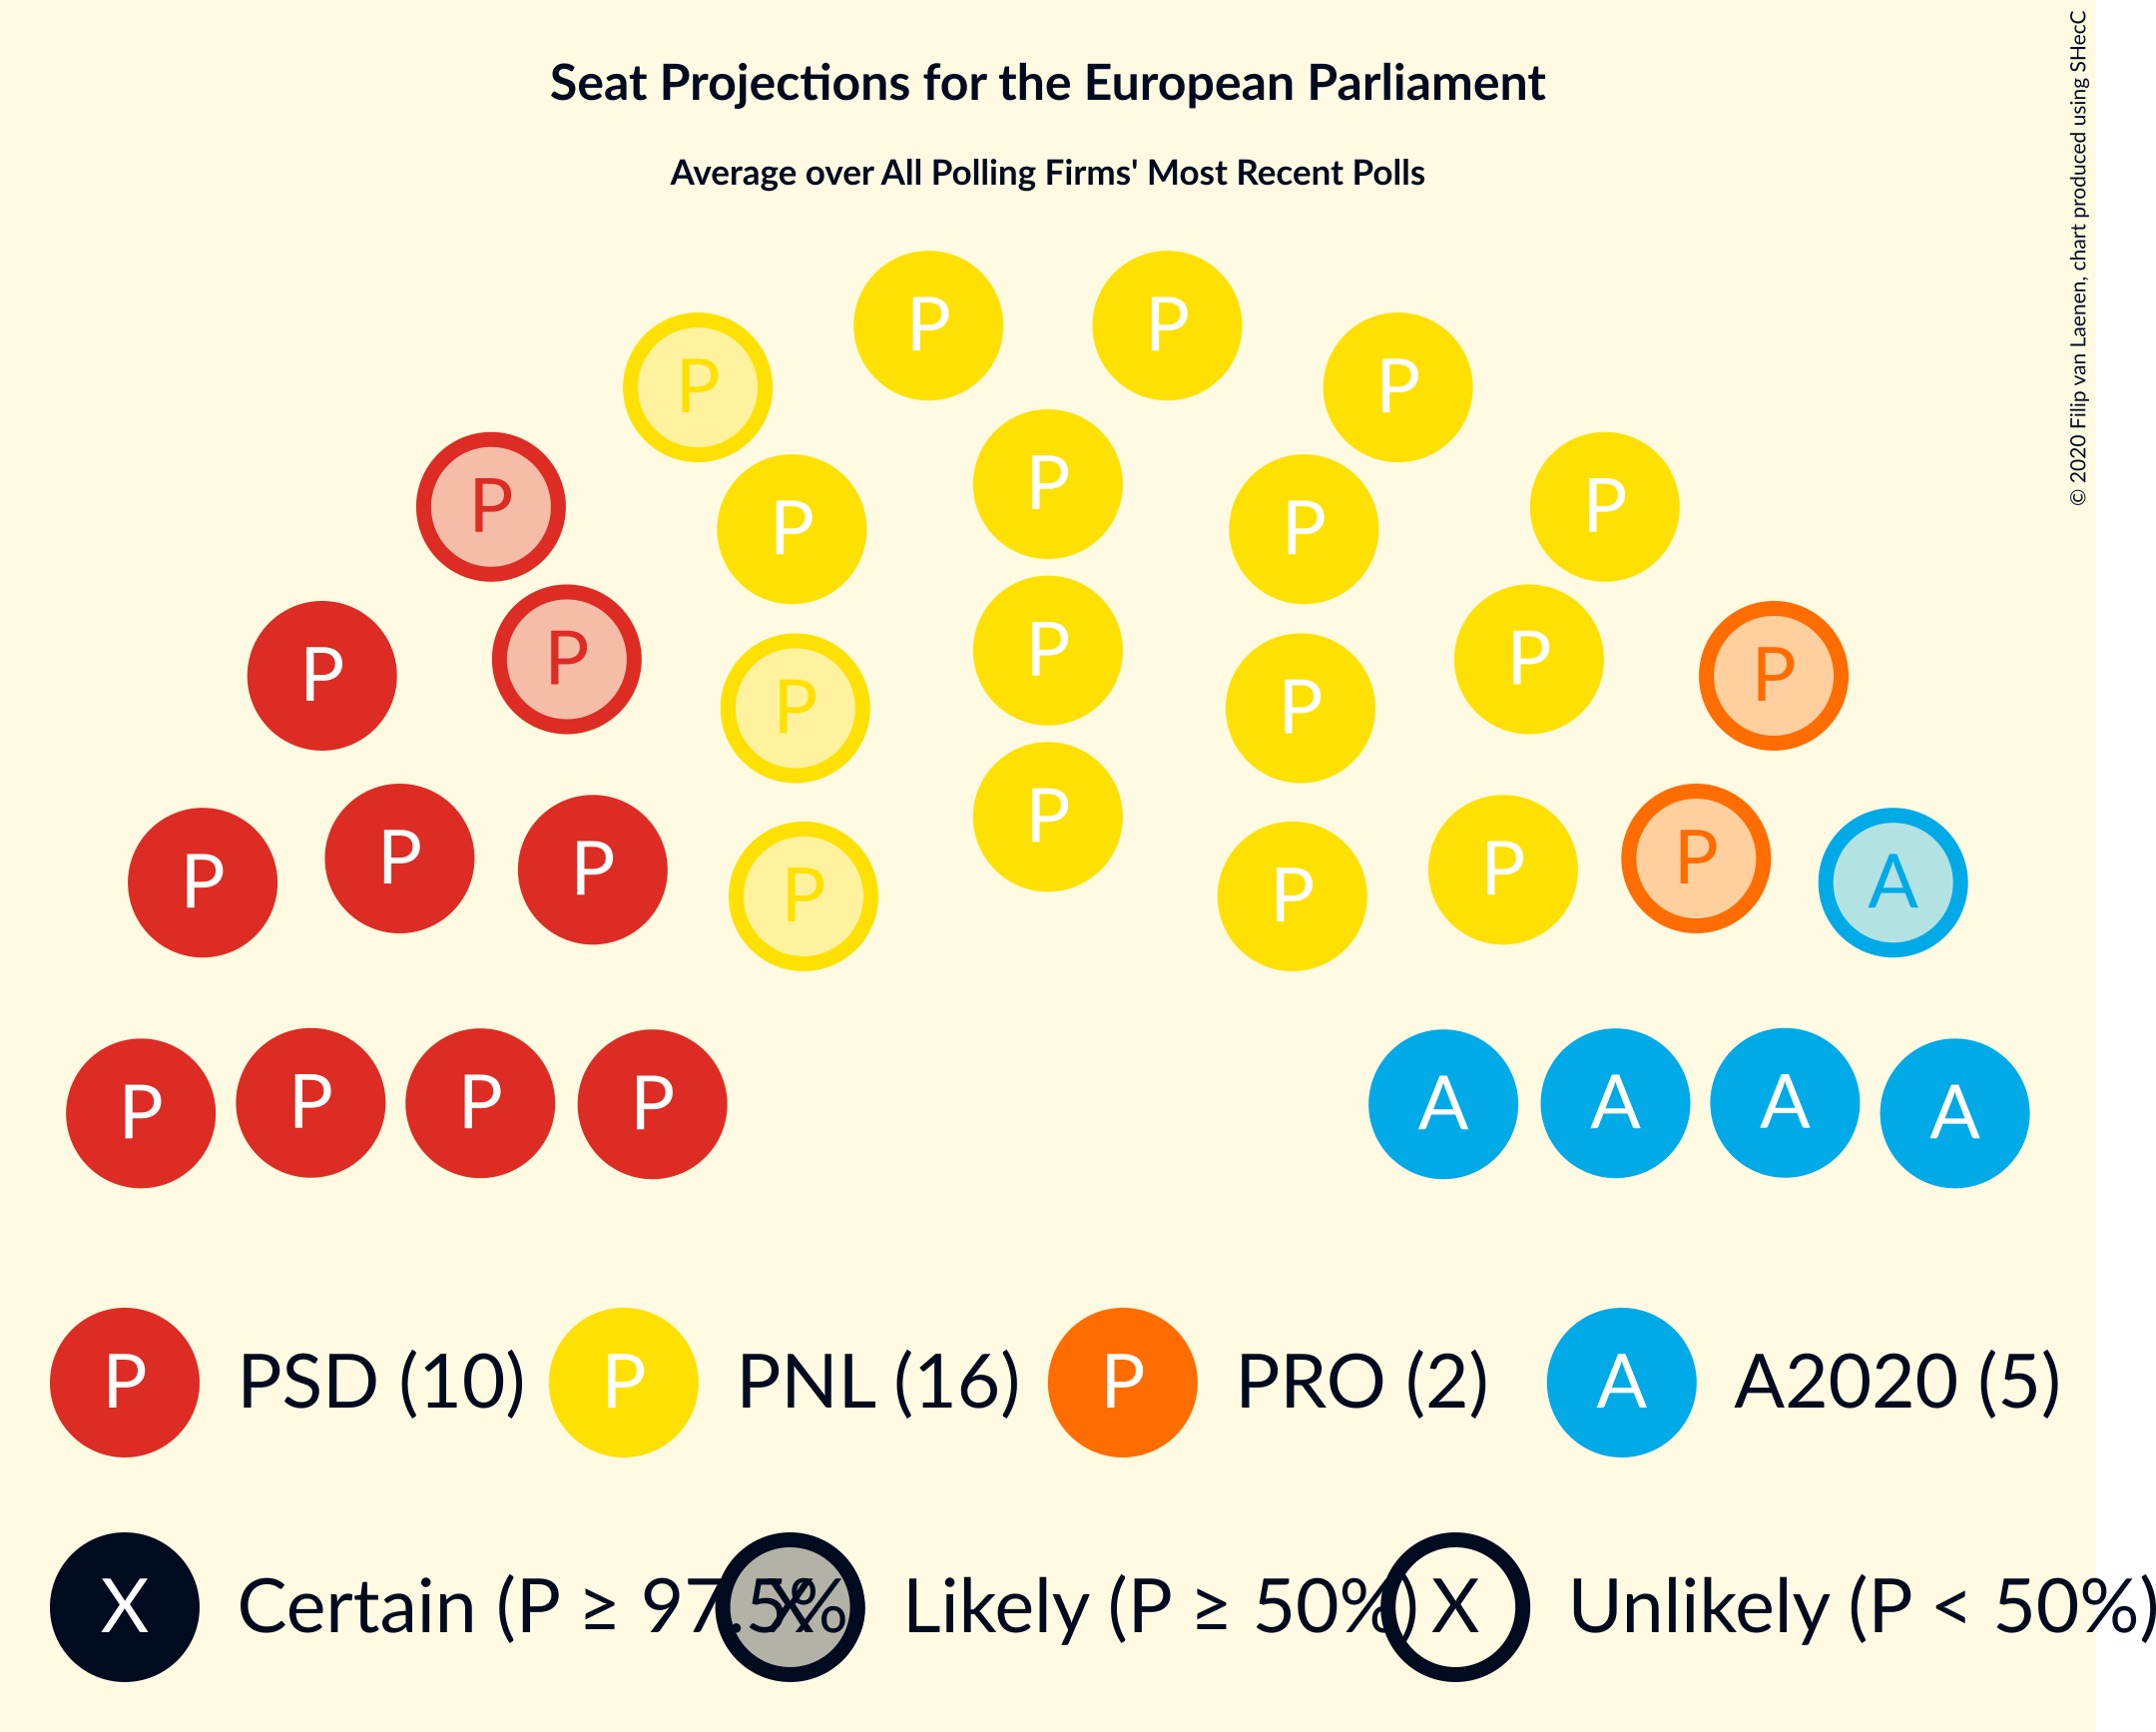 Seat Projections for the European Parliament
Average over All Polling Firms' Most Recent Polls
© 2020 Filip van Laenen, chart produced using SHecC
P P
P P
P
P P
P P P
P
P P
P P P
P P
P P P
P P P
P A
P P
P P P P A A A A
P PSD (10) P PNL (16) P PRO (2) A A2020 (5)
X Certain (P ≥ 97.5% X Likely (P ≥ 50%) X Unlikely (P < 50%)